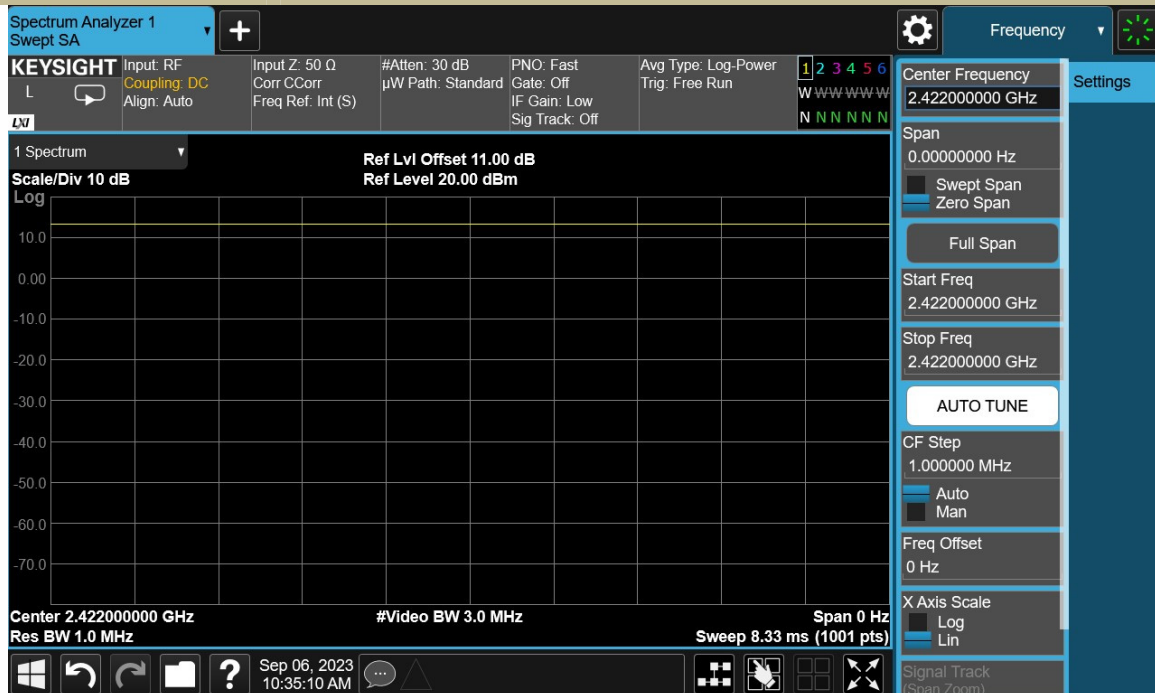 Spectrum Analyzer 1
Swept SA
Frequency
KEYSIGHT
L
LXI
Input: RF
Coupling: DC
Align: Auto
Input Z: 50 Ω
Corr CCorr
Freq Ref: Int (S)
#Atten: 30 dB
µW Path: Standard
PNO: Fast
Gate: Off
IF Gain: Low
Sig Track: Off
Avg Type: Log-Power
Trig: Free Run
1 2 3 4 5 6
W W W W W W
N N N N N N
Center Frequency
2.422000000 GHz
Settings
Span
0.00000000 Hz
Swept Span
Zero Span
Full Span
Start Freq
2.422000000 GHz
Stop Freq
2.422000000 GHz
AUTO TUNE
CF Step
1.000000 MHz
Auto
Man
Freq Offset
0 Hz
X Axis Scale
Log
Lin
Signal Track
(Span Zoom)
1 Spectrum
Scale/Div 10 dB
Ref Lvl Offset 11.00 dB
Ref Level 20.00 dBm
Log
10.0
0.00
-10.0
-20.0
-30.0
-40.0
-50.0
-60.0
-70.0
Center 2.422000000 GHz
#Video BW 3.0 MHz
Span 0 Hz
Res BW 1.0 MHz
Sweep 8.33 ms (1001 pts)
?
Sep 06, 2023
10:35:10 AM